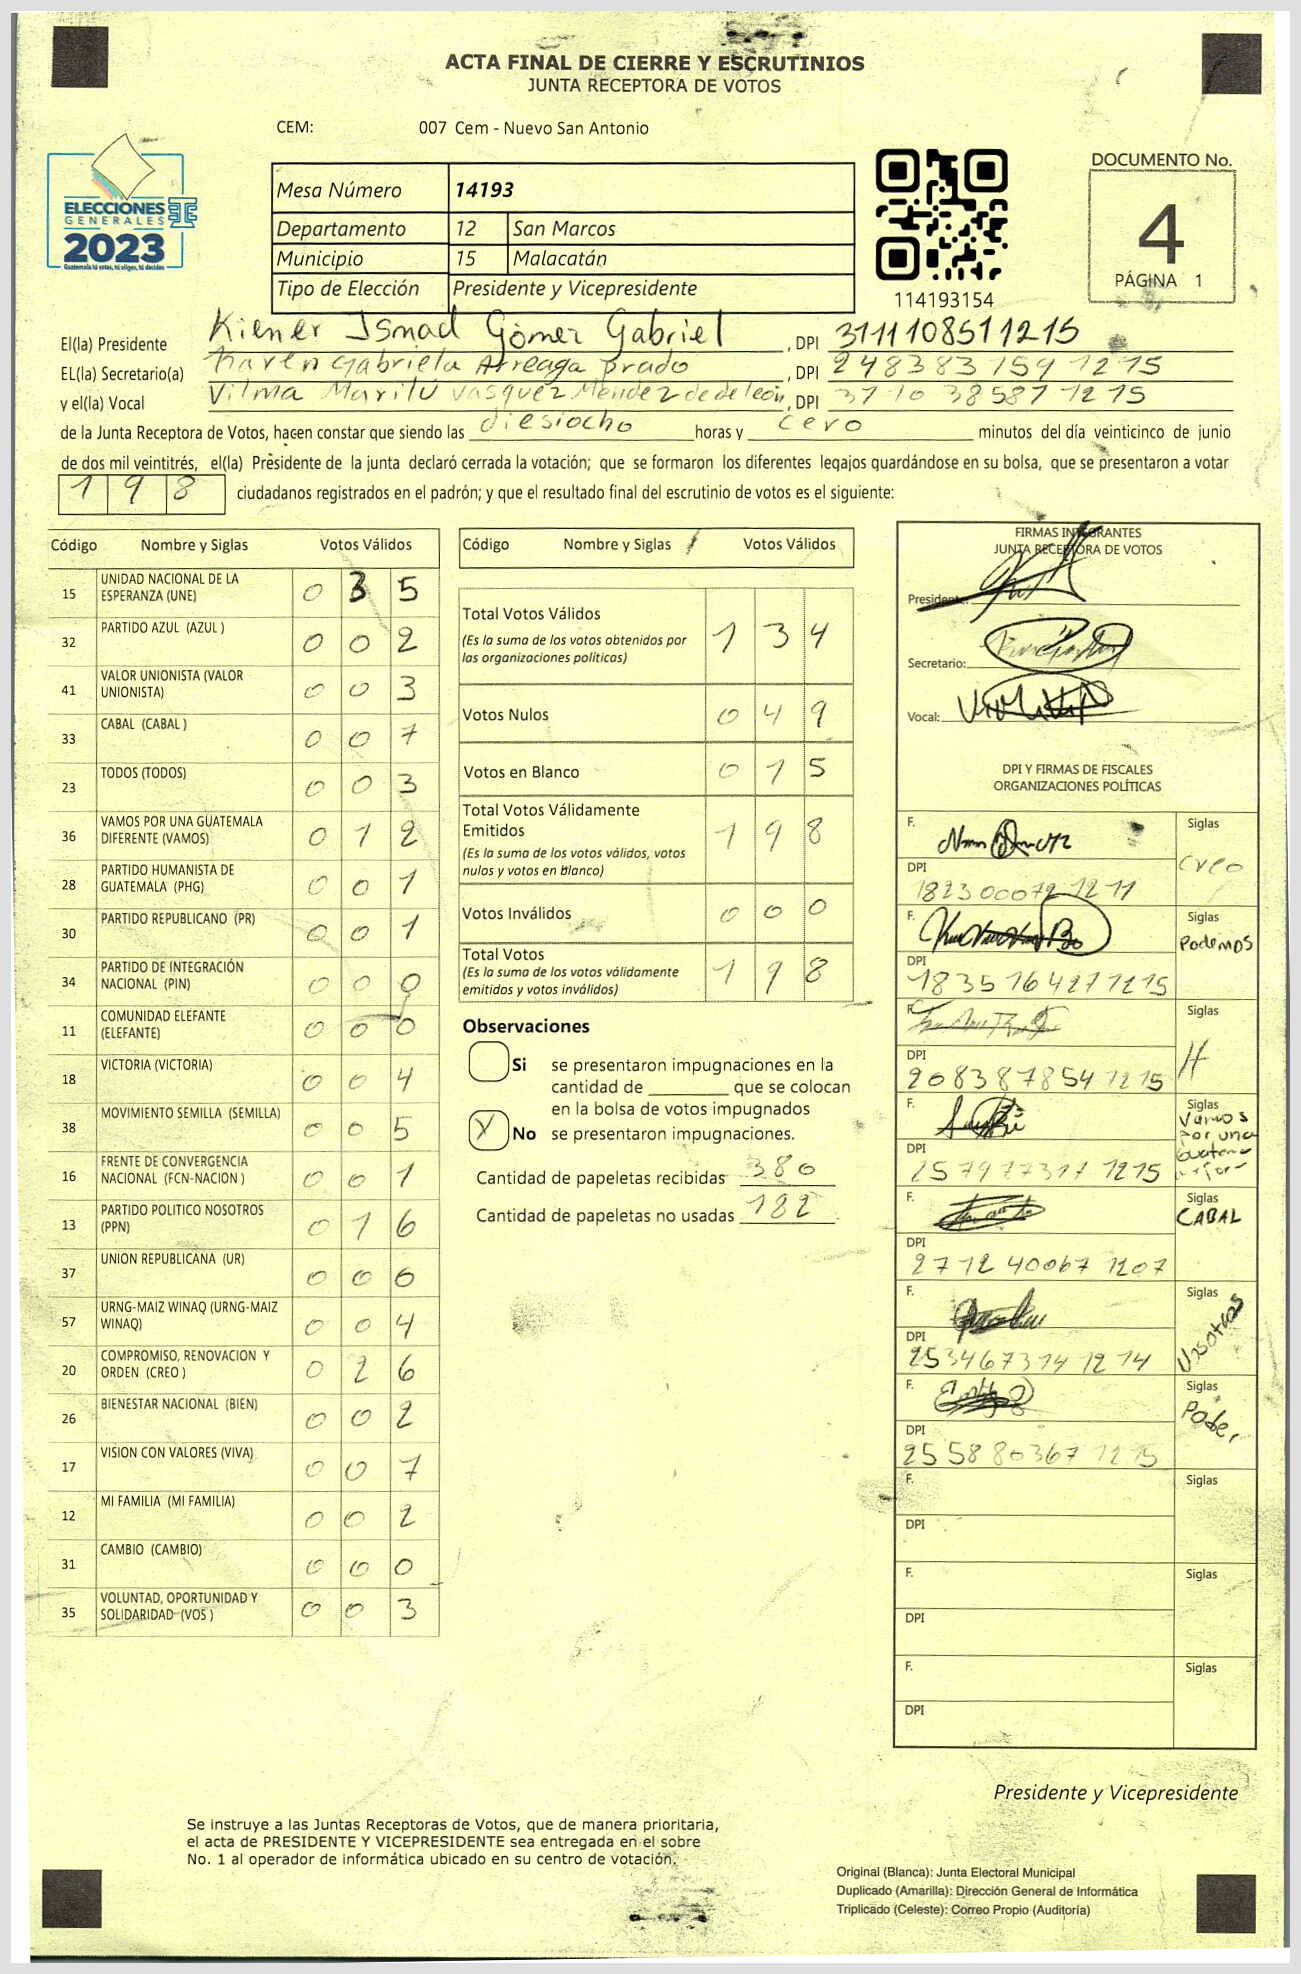 ACTA FINAL DE CIERRE Y ESCRUTINIOS
JUNTA RECEPTORA DE VOTOS
CEM: 007 Cem - Nuevo San Antonio
ELECCIONES
GENERALES
2023
Guatemala tú votas, tú eliges, tú decides
Mesa Número 14193
Departamento 12 San Marcos
Municipio 15 Malacatán
Tipo de Elección Presidente y Vicepresidente
114193154
DOCUMENTO No.
4
PÁGINA 1
El(la) Presidente Kiener Ismael Gómez Gabriel, DPI 3111108511215
EL(la) Secretario(a) Karen Gabriela Arreaga prado, DPI 2483831591215
y el(la) Vocal Vilma Marilú Vasquez Méndez de de león, DPI 3710385871215
de la Junta Receptora de Votos, hacen constar que siendo las diesiocho horas y cero minutos del día veinticinco de junio
de dos mil veintitrés, el(la) Presidente de la junta declaró cerrada la votación; que se formaron los diferentes legajos guardándose en su bolsa, que se presentaron a votar
198 ciudadanos registrados en el padrón; y que el resultado final del escrutinio de votos es el siguiente:
Código Nombre y Siglas Votos Válidos
15 UNIDAD NACIONAL DE LA ESPERANZA (UNE) 0 3 5
32 PARTIDO AZUL (AZUL ) 0 0 2
41 VALOR UNIONISTA (VALOR UNIONISTA) 0 0 3
33 CABAL (CABAL ) 0 0 7
23 TODOS (TODOS) 0 0 3
36 VAMOS POR UNA GUATEMALA DIFERENTE (VAMOS) 0 1 2
28 PARTIDO HUMANISTA DE GUATEMALA (PHG) 0 0 1
30 PARTIDO REPUBLICANO (PR) 0 0 1
34 PARTIDO DE INTEGRACIÓN NACIONAL (PIN) 0 0 0
11 COMUNIDAD ELEFANTE (ELEFANTE) 0 0 0
18 VICTORIA (VICTORIA) 0 0 4
38 MOVIMIENTO SEMILLA (SEMILLA) 0 0 5
16 FRENTE DE CONVERGENCIA NACIONAL (FCN-NACION ) 0 0 1
13 PARTIDO POLITICO NOSOTROS (PPN) 0 1 6
37 UNION REPUBLICANA (UR) 0 0 0
57 URNG-MAIZ WINAQ (URNG-MAIZ WINAQ) 0 0 4
20 COMPROMISO, RENOVACION Y ORDEN (CREO ) 0 2 6
26 BIENESTAR NACIONAL (BIEN) 0 0 2
17 VISION CON VALORES (VIVA) 0 0 7
12 MI FAMILIA (MI FAMILIA) 0 0 2
31 CAMBIO (CAMBIO) 0 0 0
35 VOLUNTAD, OPORTUNIDAD Y SOLIDARIDAD (VOS ) 0 0 3
Código Nombre y Siglas Votos Válidos
Total Votos Válidos 1 3 4
(Es la suma de los votos obtenidos por las organizaciones políticas)
Votos Nulos 0 4 9
Votos en Blanco 0 1 5
Total Votos Válidamente Emitidos 1 9 8
(Es la suma de los votos válidos, votos nulos y votos en blanco)
Votos Inválidos 0 0 0
Total Votos 1 9 8
(Es la suma de los votos válidamente emitidos y votos inválidos)
Observaciones
Si se presentaron impugnaciones en la
cantidad de ________ que se colocan
en la bolsa de votos impugnados
X No se presentaron impugnaciones.
Cantidad de papeletas recibidas 380
Cantidad de papeletas no usadas 182
FIRMAS INTEGRANTES
JUNTA RECEPTORA DE VOTOS
Presidente:
Secretario:
Vocal:
DPI Y FIRMAS DE FISCALES
ORGANIZACIONES POLÍTICAS
F. Siglas Creo
DPI 1823000721211
F. Siglas Podemos
DPI 1835164271215
F. Siglas H
DPI 9083878541215
F. Siglas Vamos por una Guatema mejor
DPI 2579773171215
F. Siglas CABAL
DPI 2712400671207
F. Siglas Nosotros
DPI 2534673141214
F. Siglas Poder
DPI 2558803671215
F. Siglas
DPI
F. Siglas
DPI
F. Siglas
DPI
Presidente y Vicepresidente
Se instruye a las Juntas Receptoras de Votos, que de manera prioritaria,
el acta de PRESIDENTE Y VICEPRESIDENTE sea entregada en el sobre
No. 1 al operador de informática ubicado en su centro de votación.
Original (Blanca): Junta Electoral Municipal
Duplicado (Amarilla): Dirección General de Informática
Triplicado (Celeste): Correo Propio (Auditoría)